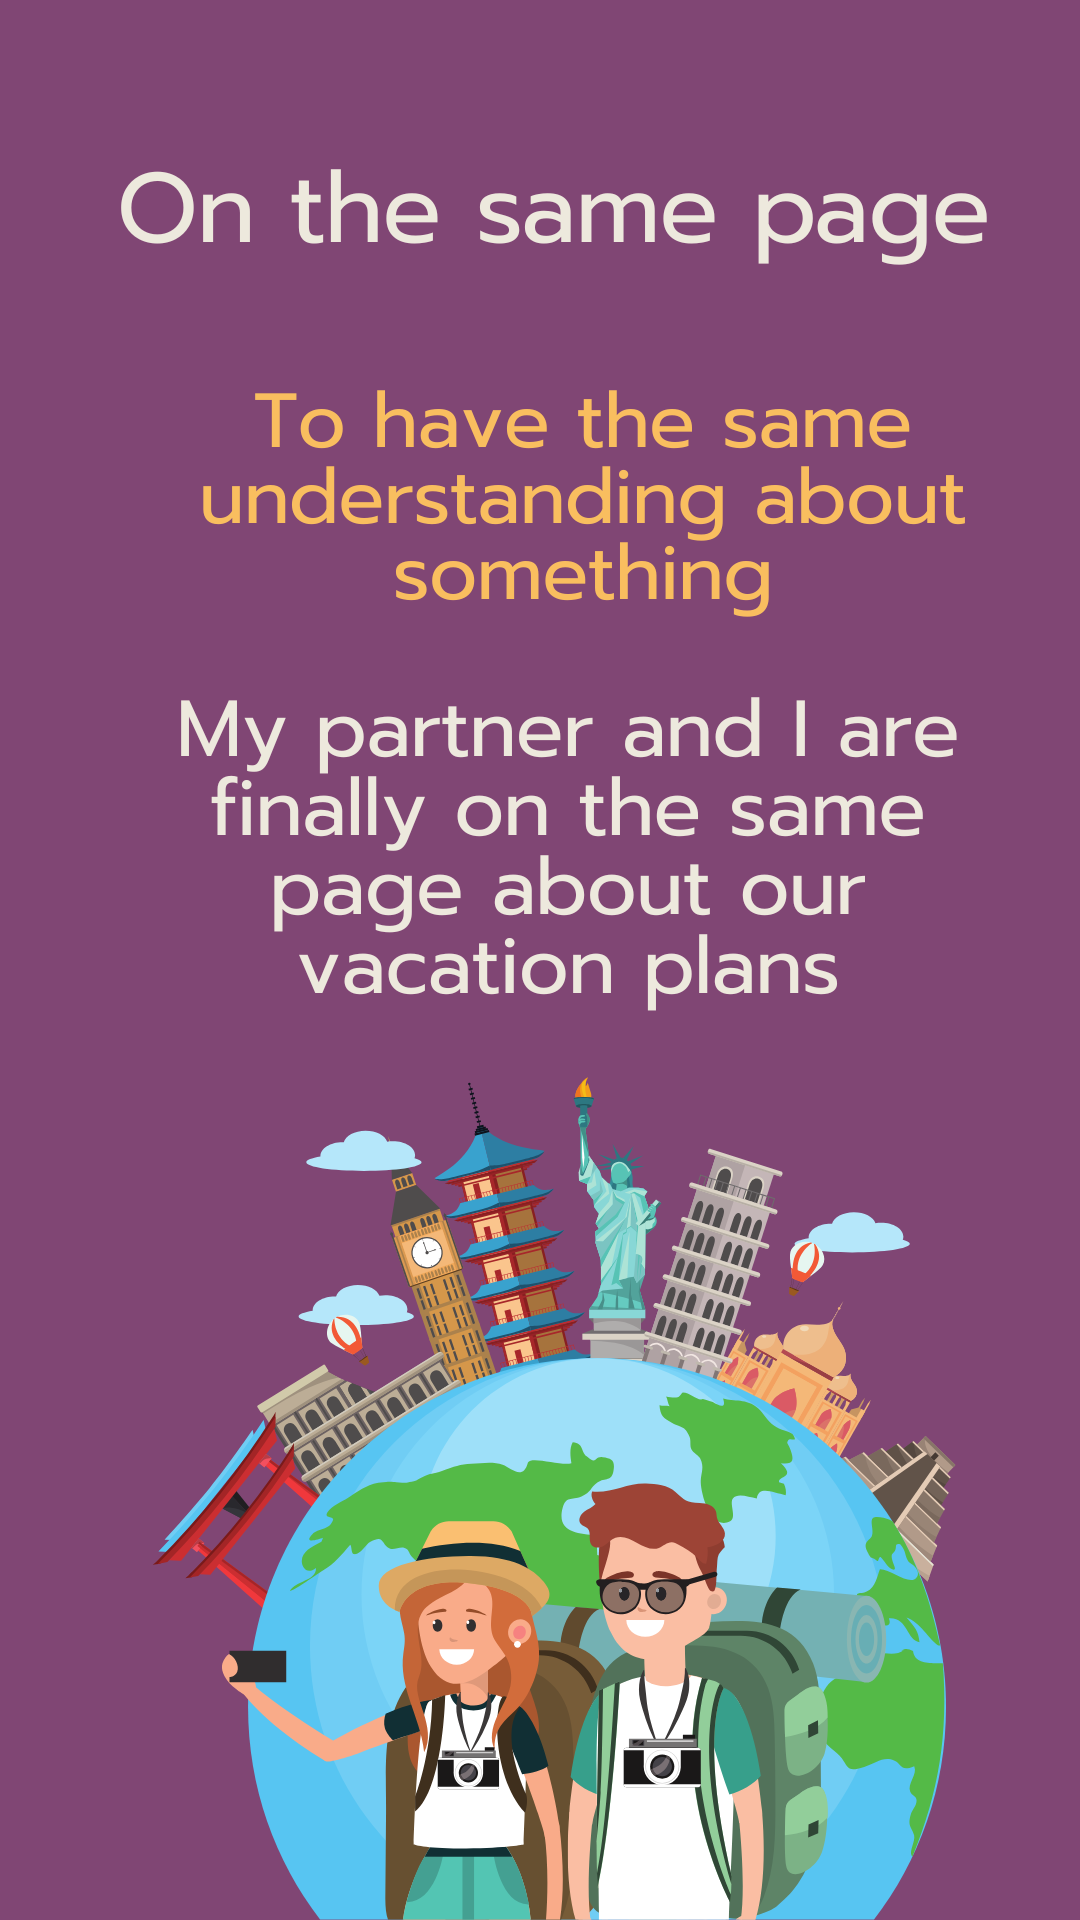 On the same page
To have the same
understanding about
something
My partner and I are
finally on the same
page about our
vacation plans